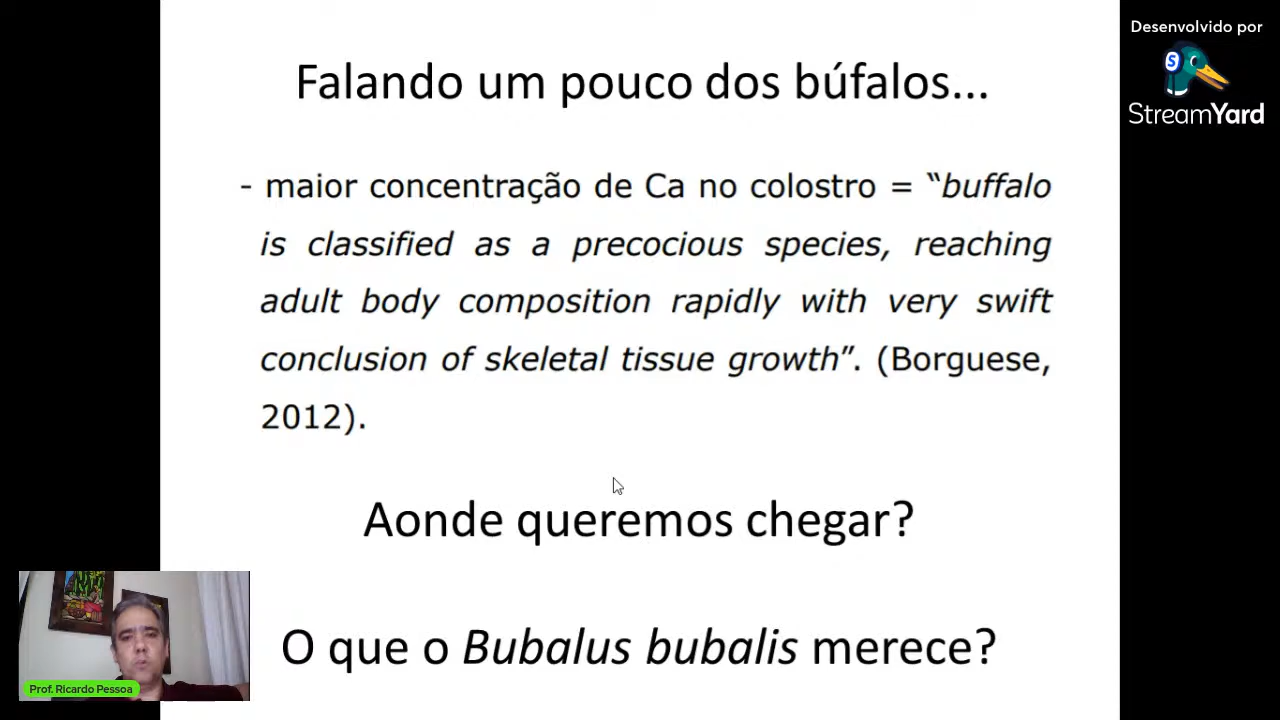 Desenvolvido por
StreamYard
Falando um pouco dos búfalos...
- maior concentração de Ca no colostro = “buffalo
is classified as a precocious species, reaching
adult body composition rapidly with very swift
conclusion of skeletal tissue growth”. (Borguese,
2012).
Aonde queremos chegar?
O que o Bubalus bubalis merece?
Prof. Ricardo Pessoa